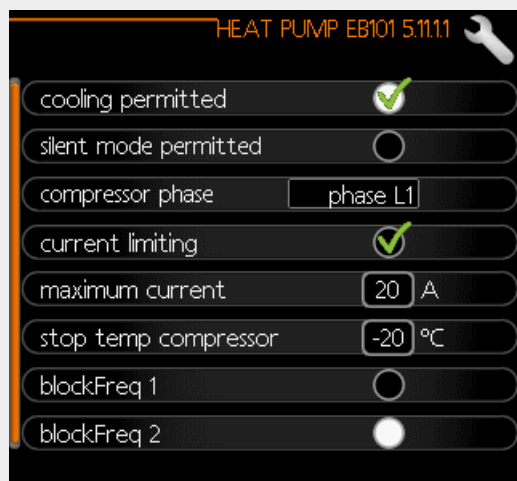 HEAT PUMP EB101 5.11.1.1
cooling permitted
silent mode permitted
compressor phase phase L1
current limiting
maximum current 20 A
stop temp compressor -20 °C
blockFreq 1
blockFreq 2